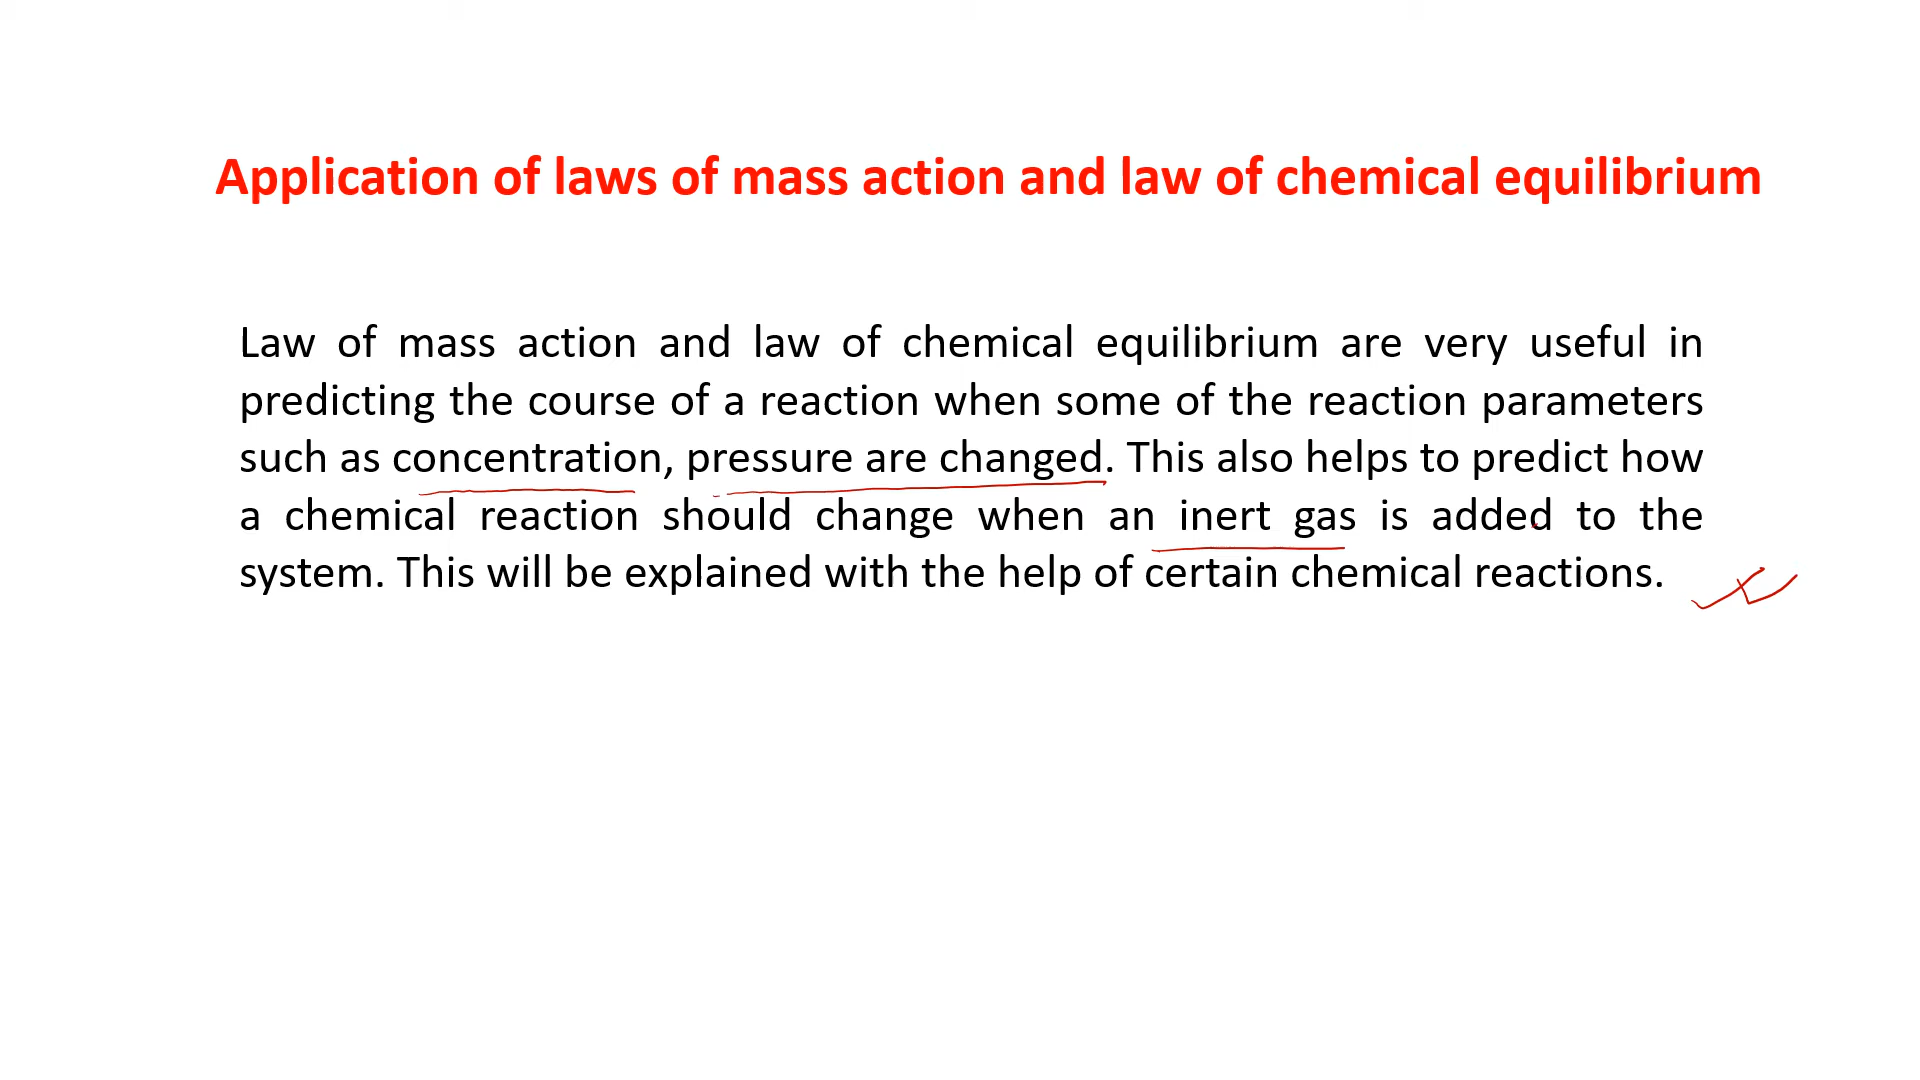 Application of laws of mass action and law of chemical equilibrium
Law of mass action and law of chemical equilibrium are very useful in
predicting the course of a reaction when some of the reaction parameters
such as concentration, pressure are changed. This also helps to predict how
a chemical reaction should change when an inert gas is added to the
system. This will be explained with the help of certain chemical reactions.